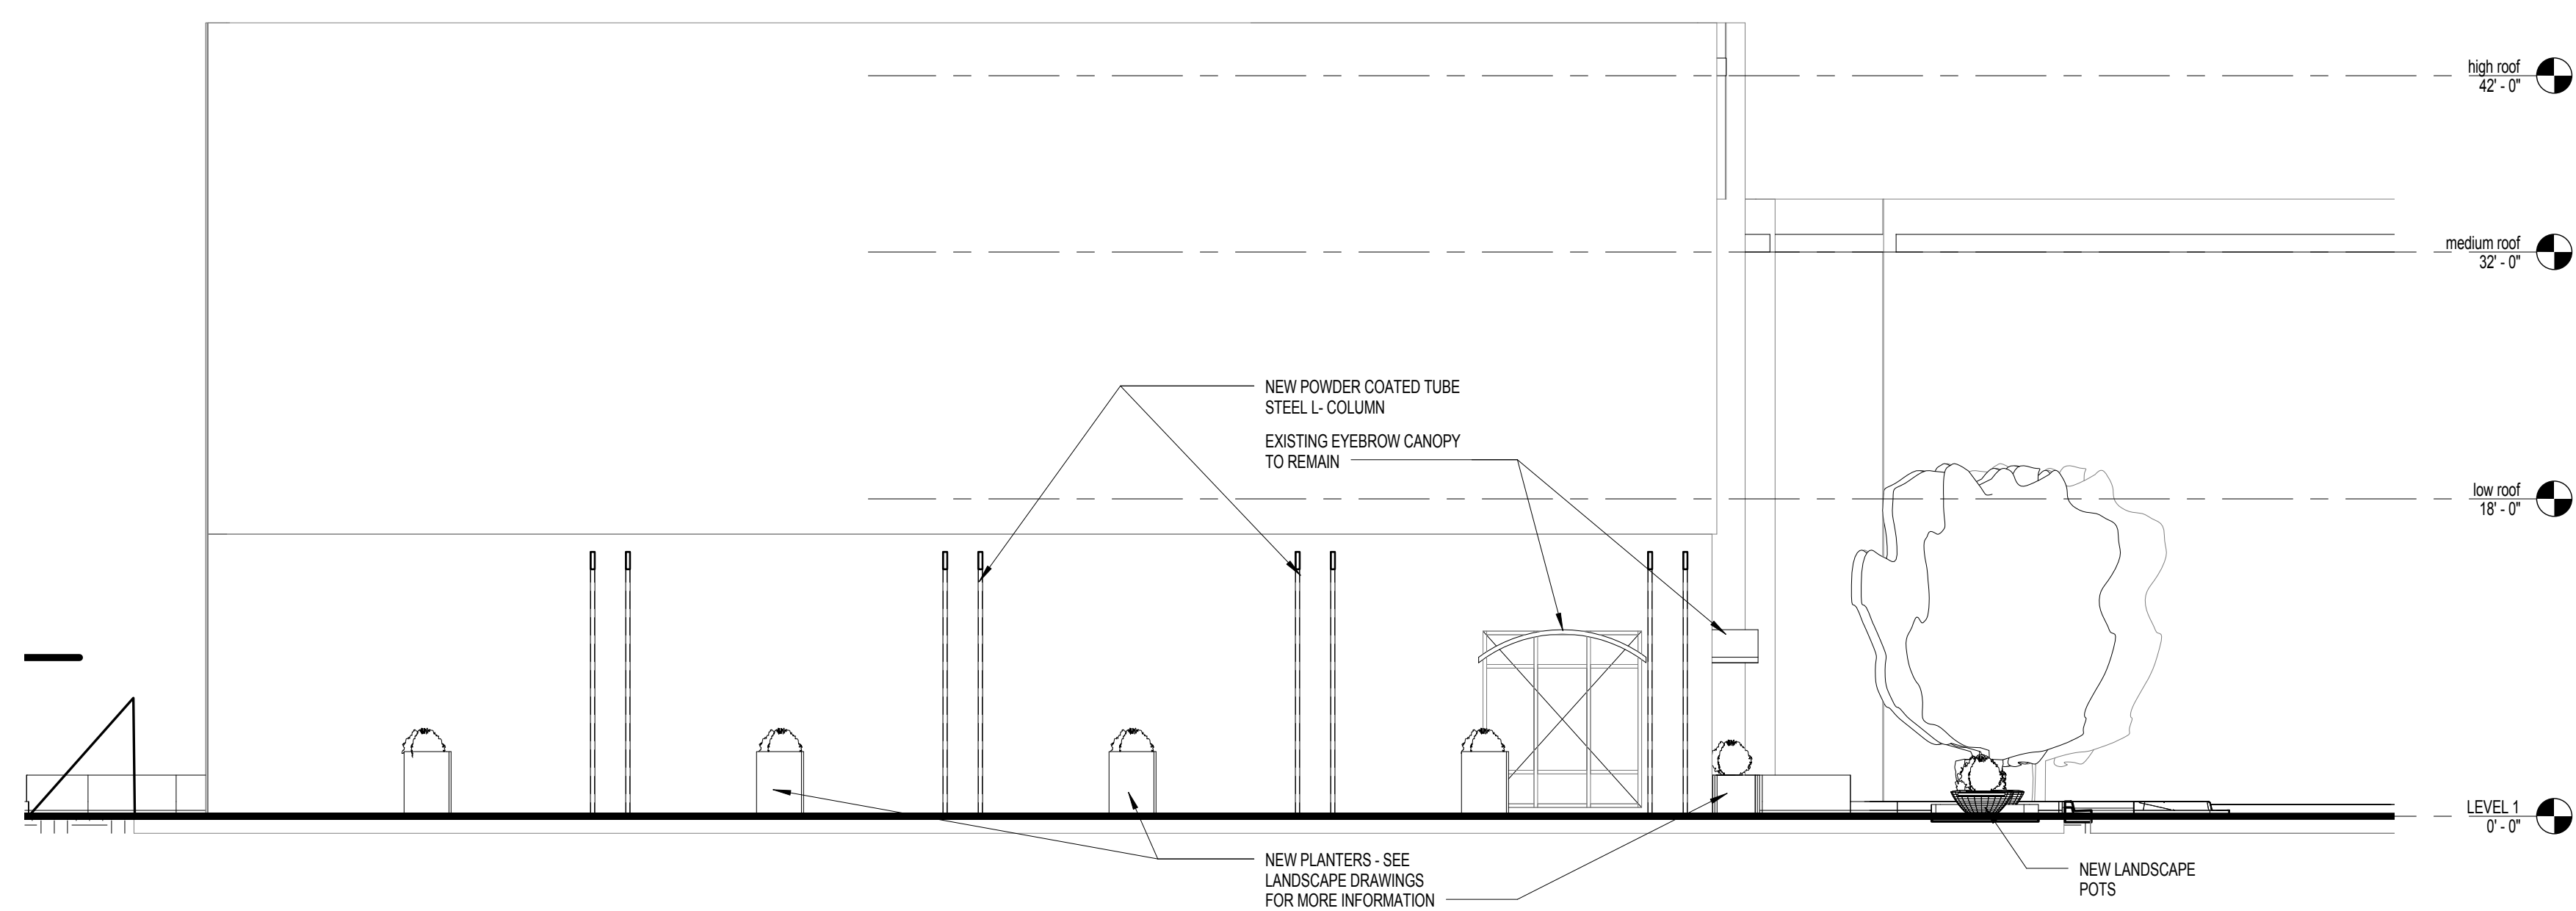 high roof
42' - 0"
medium roof
32' - 0"
NEW POWDER COATED TUBE
STEEL L- COLUMN
EXISTING EYEBROW CANOPY
TO REMAIN
low roof
18' - 0"
LEVEL 1
0' - 0"
NEW PLANTERS - SEE
LANDSCAPE DRAWINGS
FOR MORE INFORMATION
NEW LANDSCAPE
POTS